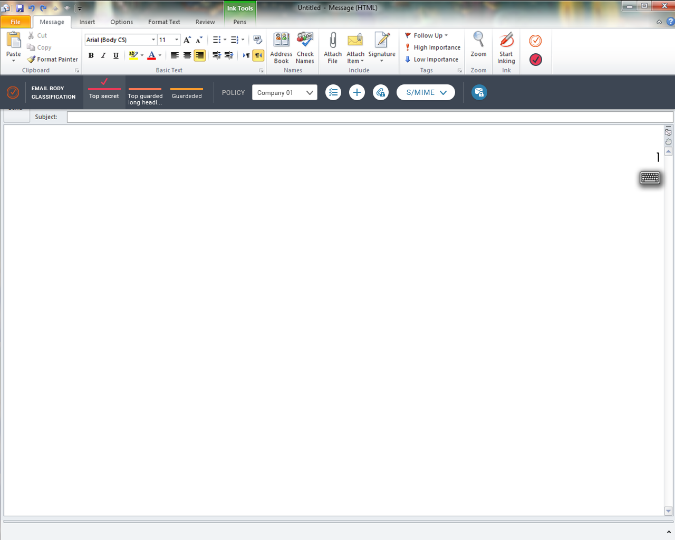 Untitled - Message (HTML)
Ink Tools
File Message Insert Options Format Text Review Pens
Paste
Cut
Copy
Format Painter
Clipboard
Arial (Body CS) 11
B I U
Basic Text
Address Book
Check Names
Names
Attach File
Attach Item
Signature
Include
Follow Up
High Importance
Low Importance
Tags
Zoom
Zoom
Start Inking
Ink
EMAIL BODY
CLASSIFICATION
Top secret
Top guarded
long headl...
Guardeded
POLICY
Company 01
S/MIME
Subject: